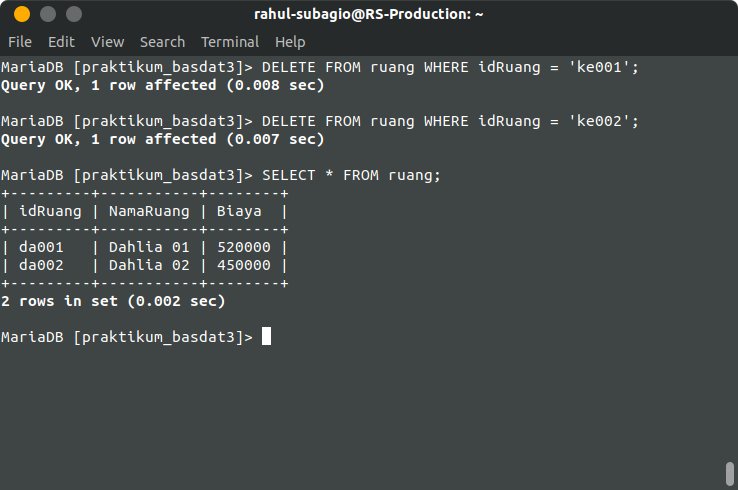 rahul-subagio@RS-Production: ~
File Edit View Search Terminal Help
MariaDB [praktikum_basdat3]> DELETE FROM ruang WHERE idRuang = 'ke001';
Query OK, 1 row affected (0.008 sec)
MariaDB [praktikum_basdat3]> DELETE FROM ruang WHERE idRuang = 'ke002';
Query OK, 1 row affected (0.007 sec)
MariaDB [praktikum_basdat3]> SELECT * FROM ruang;
+---------+-----------+--------+
| idRuang | NamaRuang | Biaya  |
+---------+-----------+--------+
| da001   | Dahlia 01 | 520000 |
| da002   | Dahlia 02 | 450000 |
+---------+-----------+--------+
2 rows in set (0.002 sec)
MariaDB [praktikum_basdat3]>